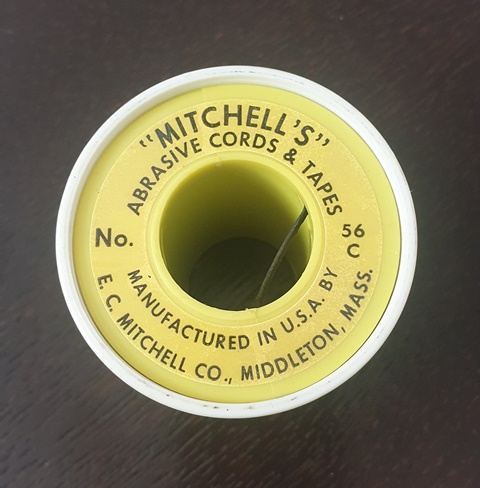 "MITCHELL'S"
ABRASIVE CORDS & TAPES
No. 56
C
MANUFACTURED IN U.S.A. BY
E. C. MITCHELL CO., MIDDLETON, MASS.